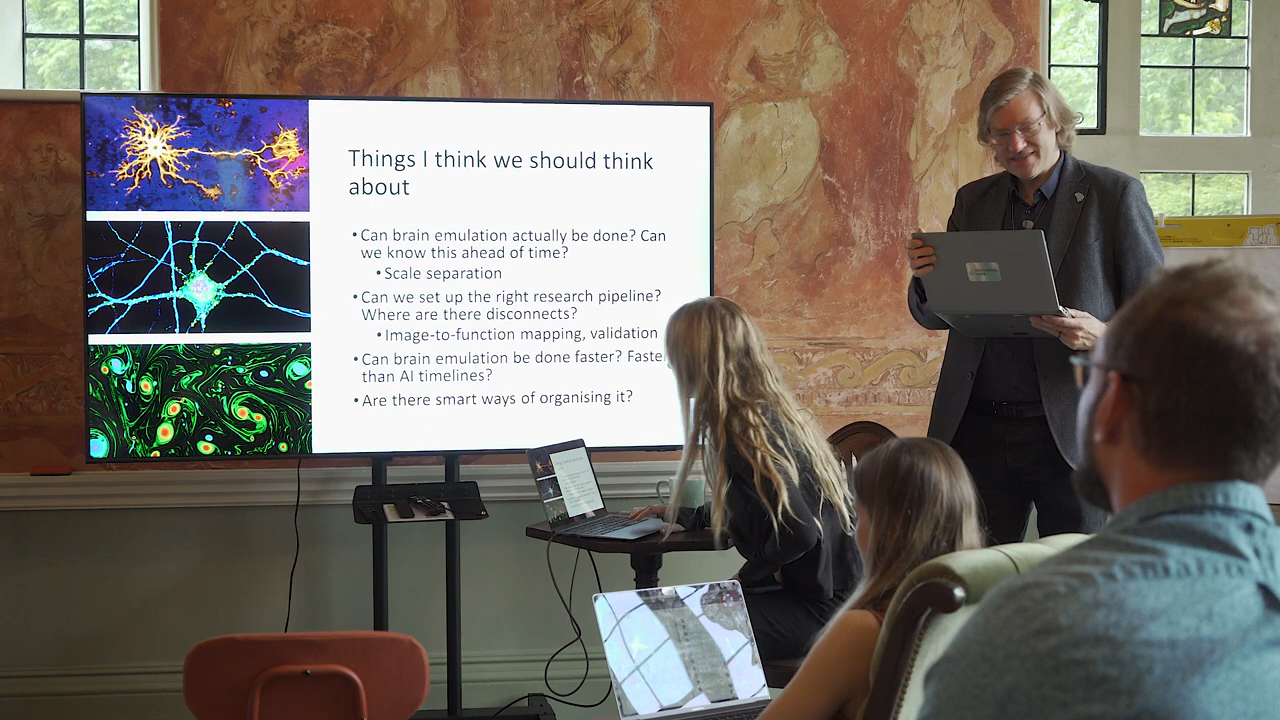 Things I think we should think
about
•Can brain emulation actually be done? Can
we know this ahead of time?
•Scale separation
•Can we set up the right research pipeline?
Where are there disconnects?
•Image-to-function mapping, validation
•Can brain emulation be done faster? Faster
than AI timelines?
•Are there smart ways of organising it?